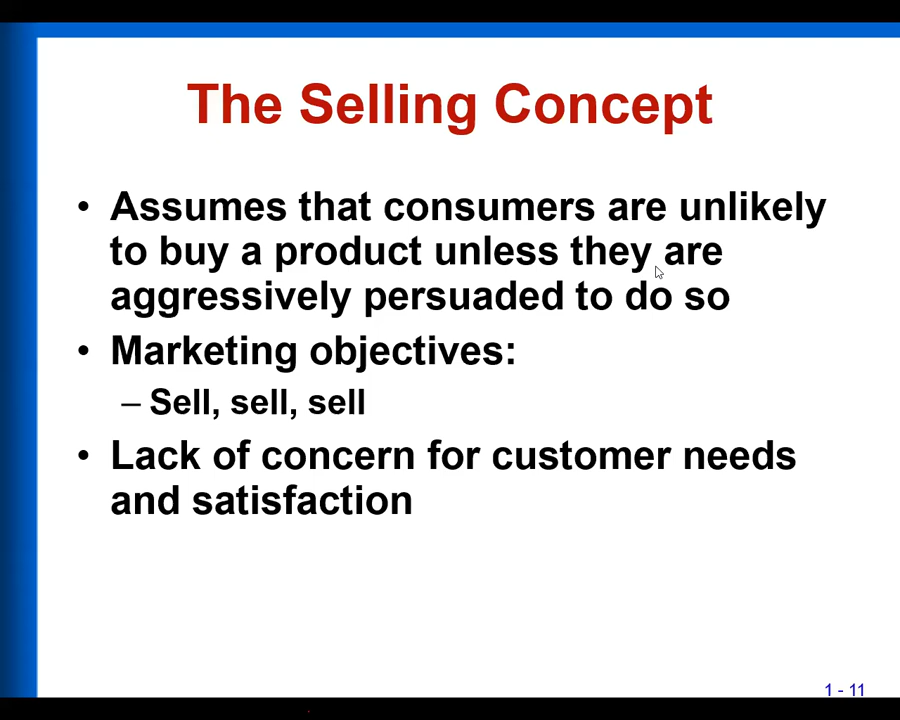 The Selling Concept
• Assumes that consumers are unlikely
to buy a product unless they are
aggressively persuaded to do so
• Marketing objectives:
– Sell, sell, sell
• Lack of concern for customer needs
and satisfaction
1 - 11